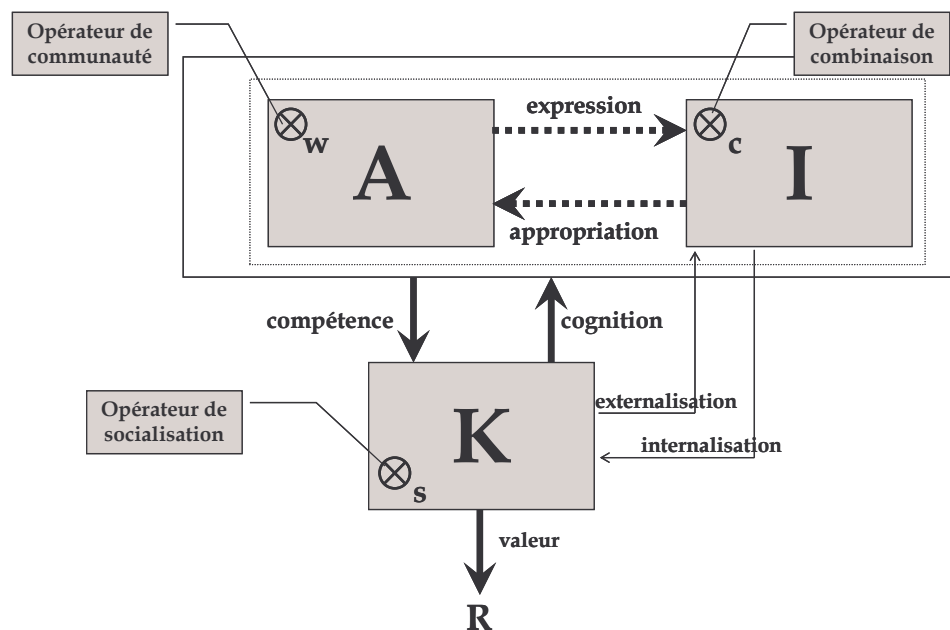 Opérateur de
communauté
Opérateur de
combinaison
expression
w
c
A
I
appropriation
compétence
cognition
externalisation
Opérateur de
socialisation
K
internalisation
s
valeur
R